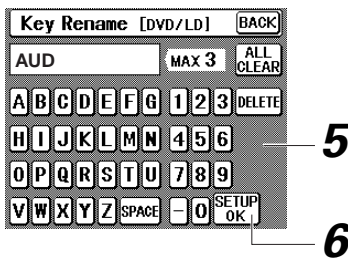 Key Rename [DVD/LD] BACK
AUD MAX 3 ALL CLEAR
A B C D E F G 1 2 3 DELETE
H I J K L M N 4 5 6
5
O P Q R S T U 7 8 9
V W X Y Z SPACE - 0 SETUP OK
6